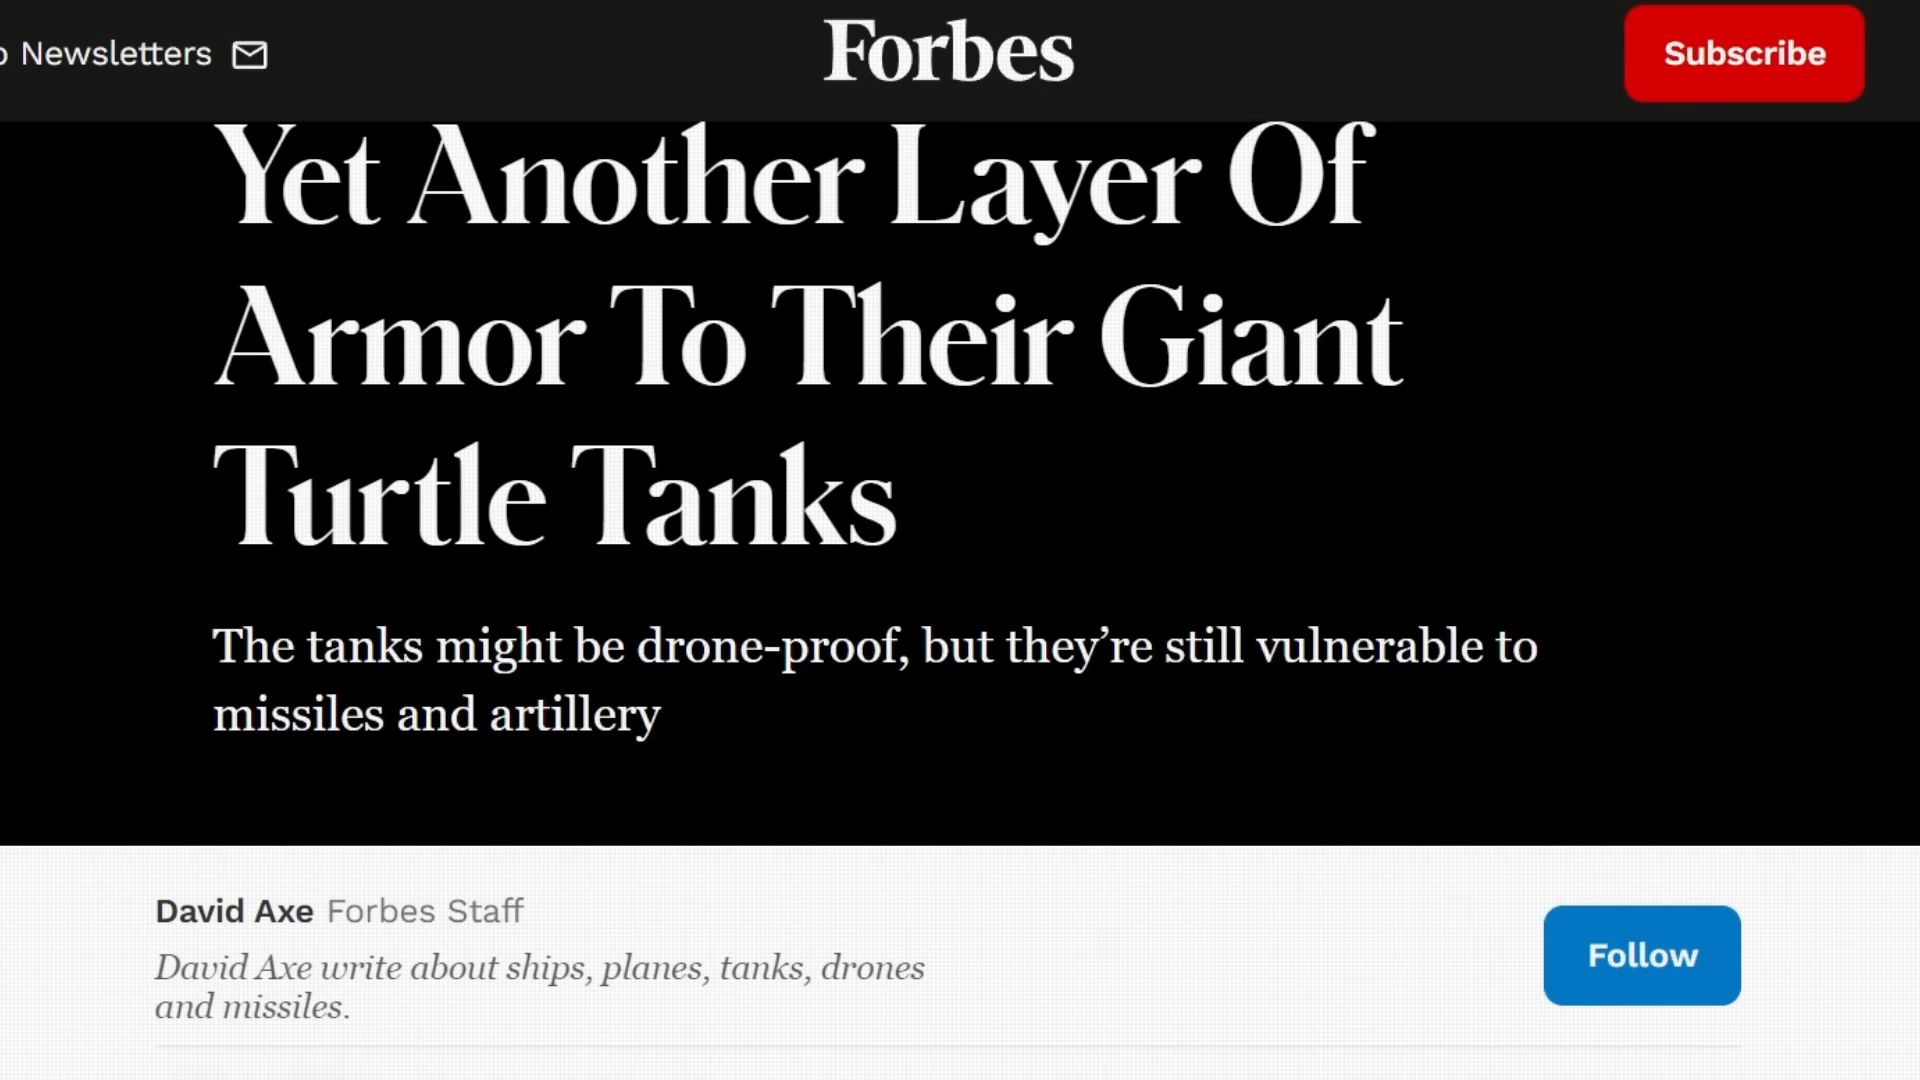 Newsletters
Forbes
Subscribe
Yet Another Layer Of
Armor To Their Giant
Turtle Tanks
The tanks might be drone-proof, but they’re still vulnerable to
missiles and artillery
David Axe Forbes Staff
David Axe write about ships, planes, tanks, drones
and missiles.
Follow